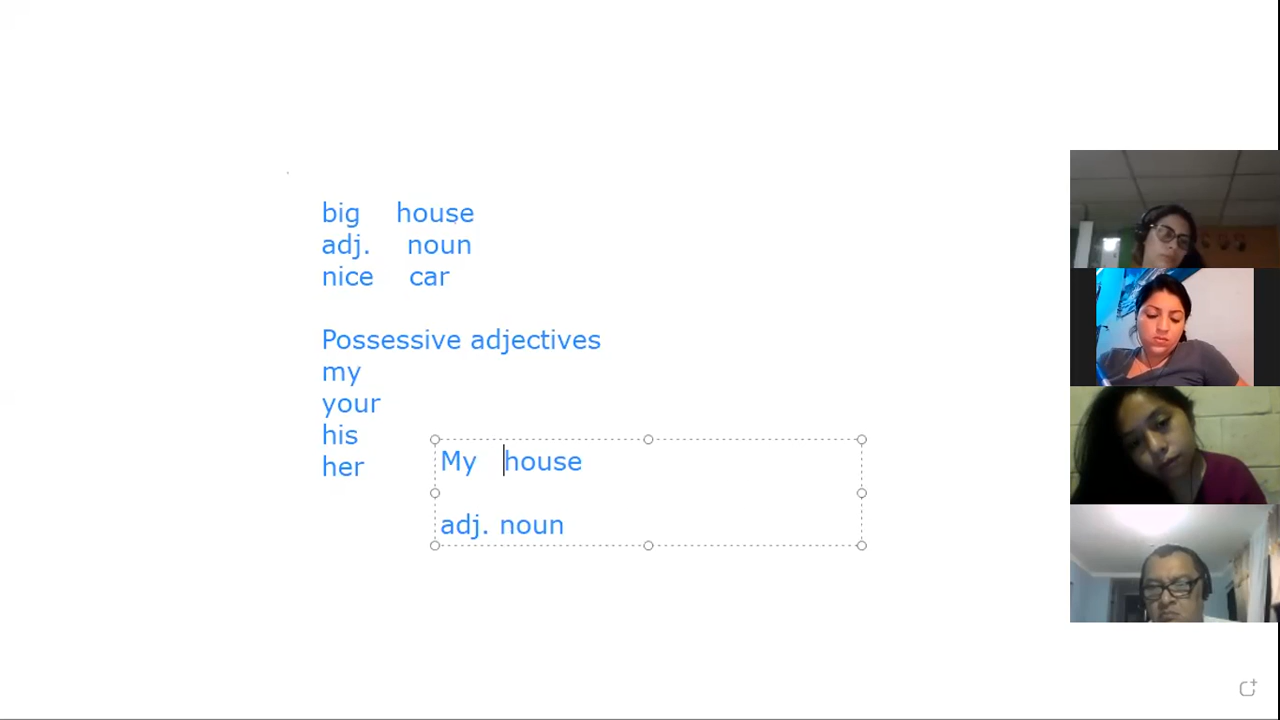 big house
adj. noun
nice car
Possessive adjectives
my
your
his
her
My house
adj. noun